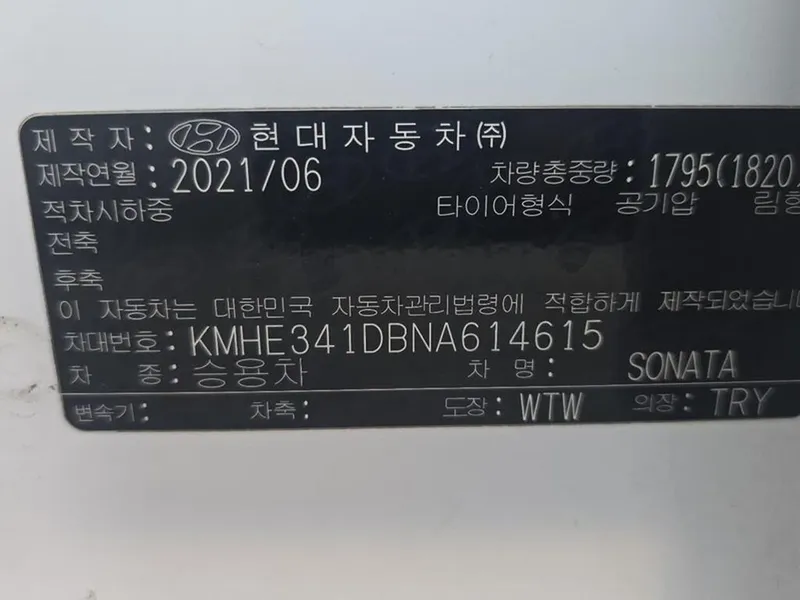 제 작 자 : 현대자동차㈜
제작연월 : 2021/06 차량총중량 : 1795(1820)
적차시하중 타이어형식 공기압 림형
전축
후축
이 자동차는 대한민국 자동차관리법령에 적합하게 제작되었습니
차대번호 : KMHE341DBNA614615
차 종 : 승용차 차 명 : SONATA
변속기 : 차축 : 도장 : WTW 의장 : TRY